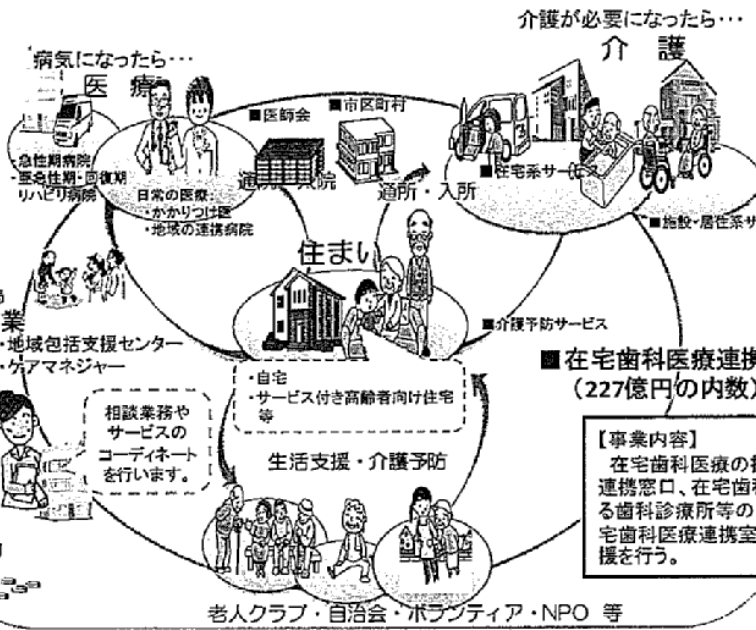 病気になったら･･･
医 療
介護が必要になったら･･･
介 護
■医師会
■市区町村
・急性期病院
・亜急性期・回復期
リハビリ病院
日常の医療：
・かかりつけ医
・地域の連携病院
通院・入院
通所・入所
■在宅系サービス
■施設・居住系サ
住まい
■介護予防サービス
業
・地域包括支援センター
・ケアマネジャー
・自宅
・サービス付き高齢者向け住宅
等
相談業務や
サービスの
コーディネート
を行います。
生活支援・介護予防
■在宅歯科医療連携
（227億円の内数）
【事業内容】
在宅歯科医療の
連携窓口、在宅歯
る歯科診療所等の
宅歯科医療連携室
援を行う。
老人クラブ・自治会・ボランティア・NPO 等